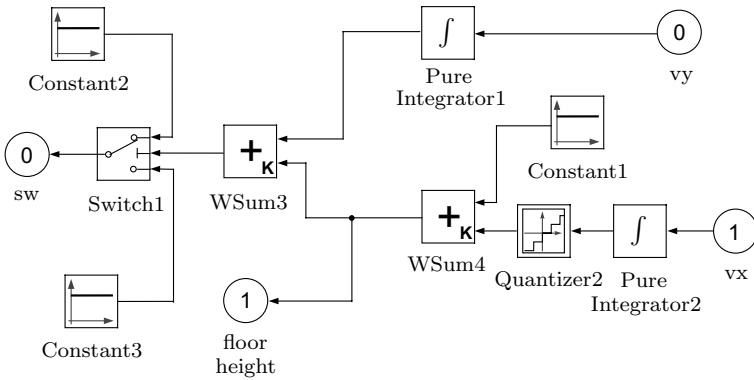 0
vy
∫
Pure
Integrator1
Constant2
Constant1
0
sw
Switch1
+
K
WSum3
+
K
WSum4
Quantizer2
∫
Pure
Integrator2
1
vx
Constant3
1
floor
height